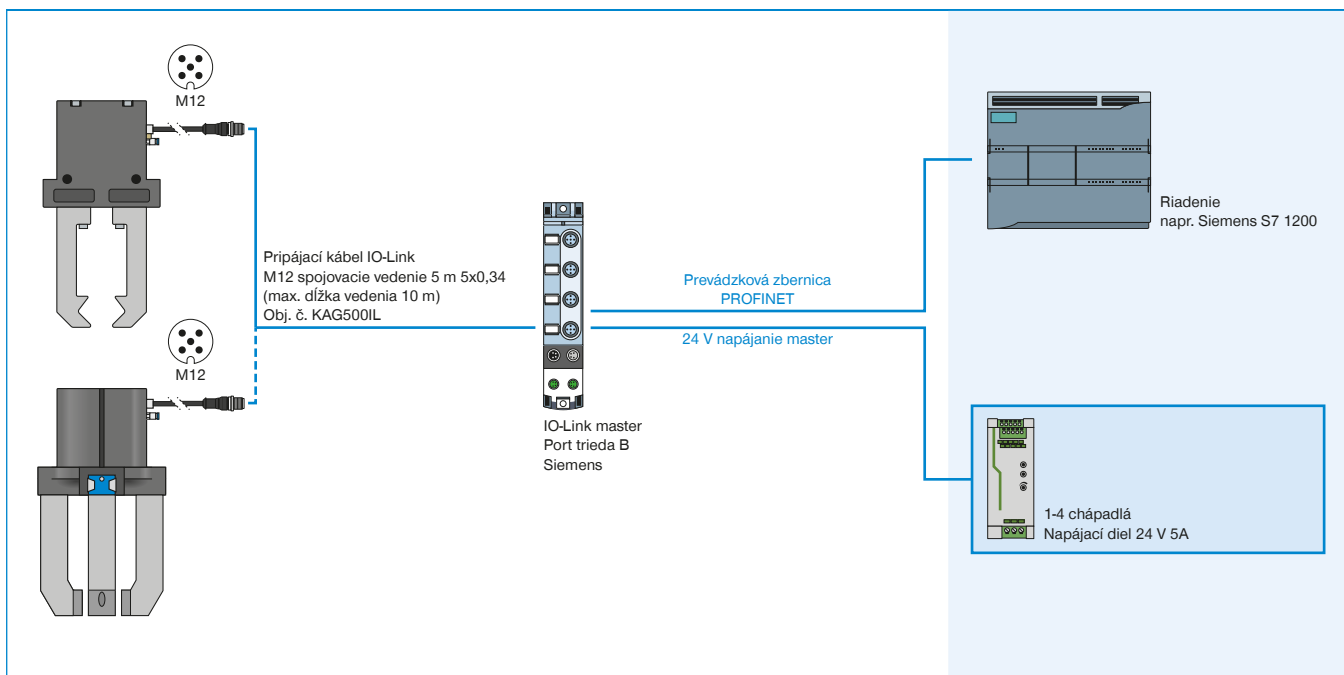 M12
Pripájací kábel IO-Link
M12 spojovacie vedenie 5 m 5x0,34
(max. dĺžka vedenia 10 m)
Obj. č. KAG500IL
M12
IO-Link master
Port trieda B
Siemens
Prevádzková zbernica
PROFINET
24 V napájanie master
Riadenie
napr. Siemens S7 1200
1-4 chápadlá
Napájací diel 24 V 5A